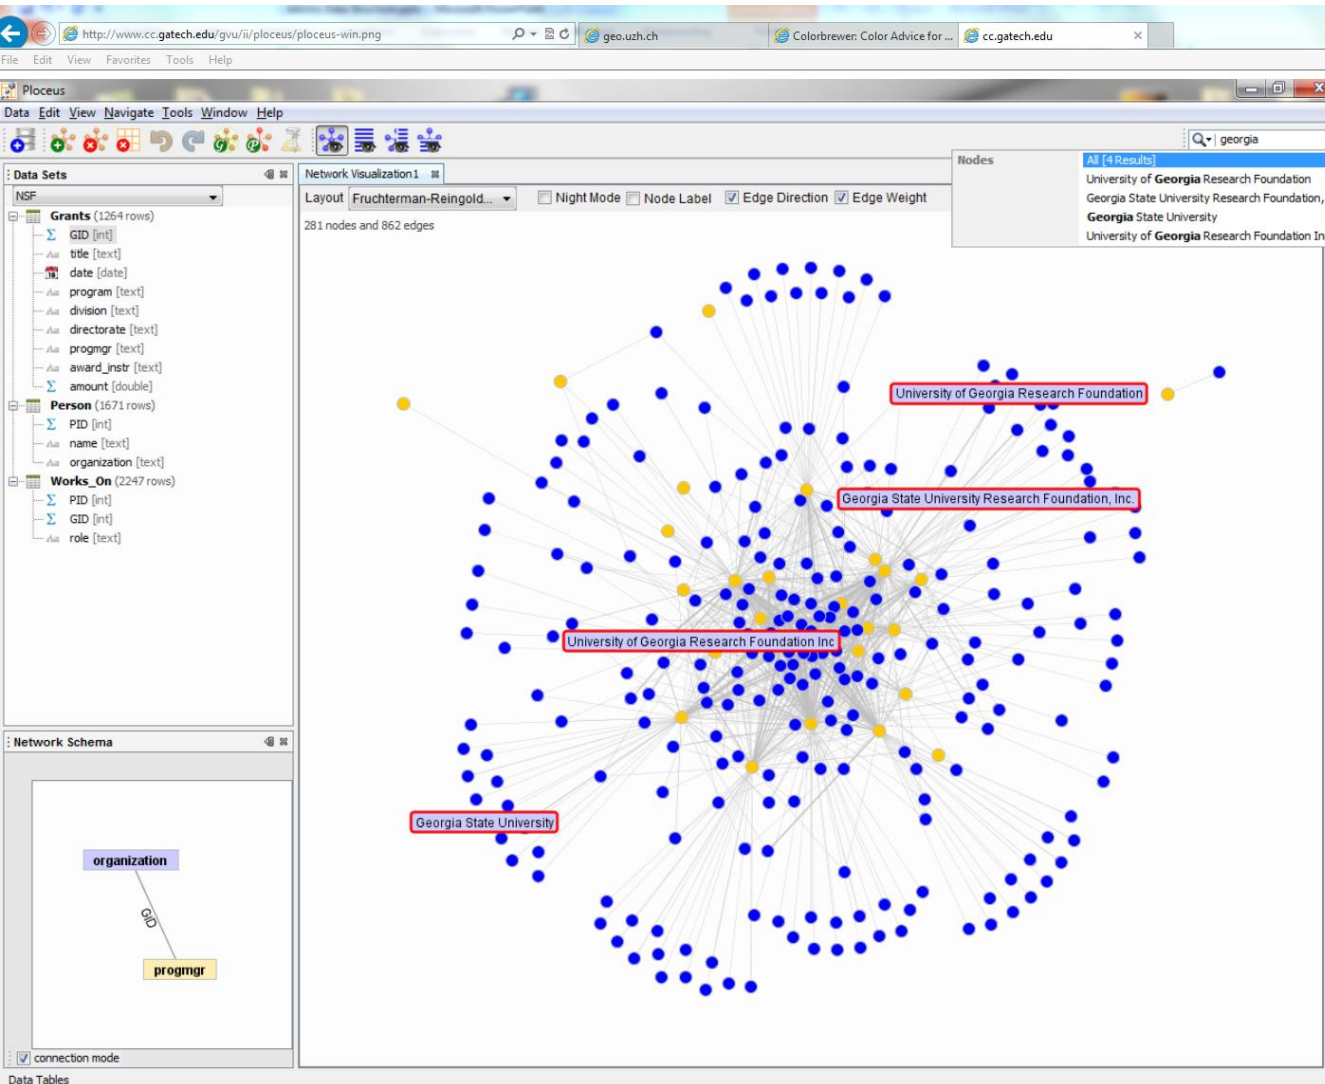 http://www.cc.gatech.edu/gvu/ii/ploceus/ploceus-win.png
geo.uzh.ch
Colorbrewer: Color Advice for ...
cc.gatech.edu
File Edit View Favorites Tools Help
Ploceus
Data Edit View Navigate Tools Window Help
georgia
Nodes
All [4 Results]
University of Georgia Research Foundation
Georgia State University Research Foundation,
Georgia State University
University of Georgia Research Foundation In
Data Sets
NSF
Grants (1264 rows)
GID [int]
title [text]
date [date]
program [text]
division [text]
directorate [text]
progmgr [text]
award_instr [text]
amount [double]
Person (1671 rows)
PID [int]
name [text]
organization [text]
Works_On (2247 rows)
PID [int]
GID [int]
role [text]
Network Visualization1
Layout Fruchterman-Reingold... Night Mode Node Label Edge Direction Edge Weight
281 nodes and 862 edges
University of Georgia Research Foundation
Georgia State University Research Foundation, Inc.
University of Georgia Research Foundation Inc
Georgia State University
Network Schema
organization
GID
progmgr
connection mode
Data Tables